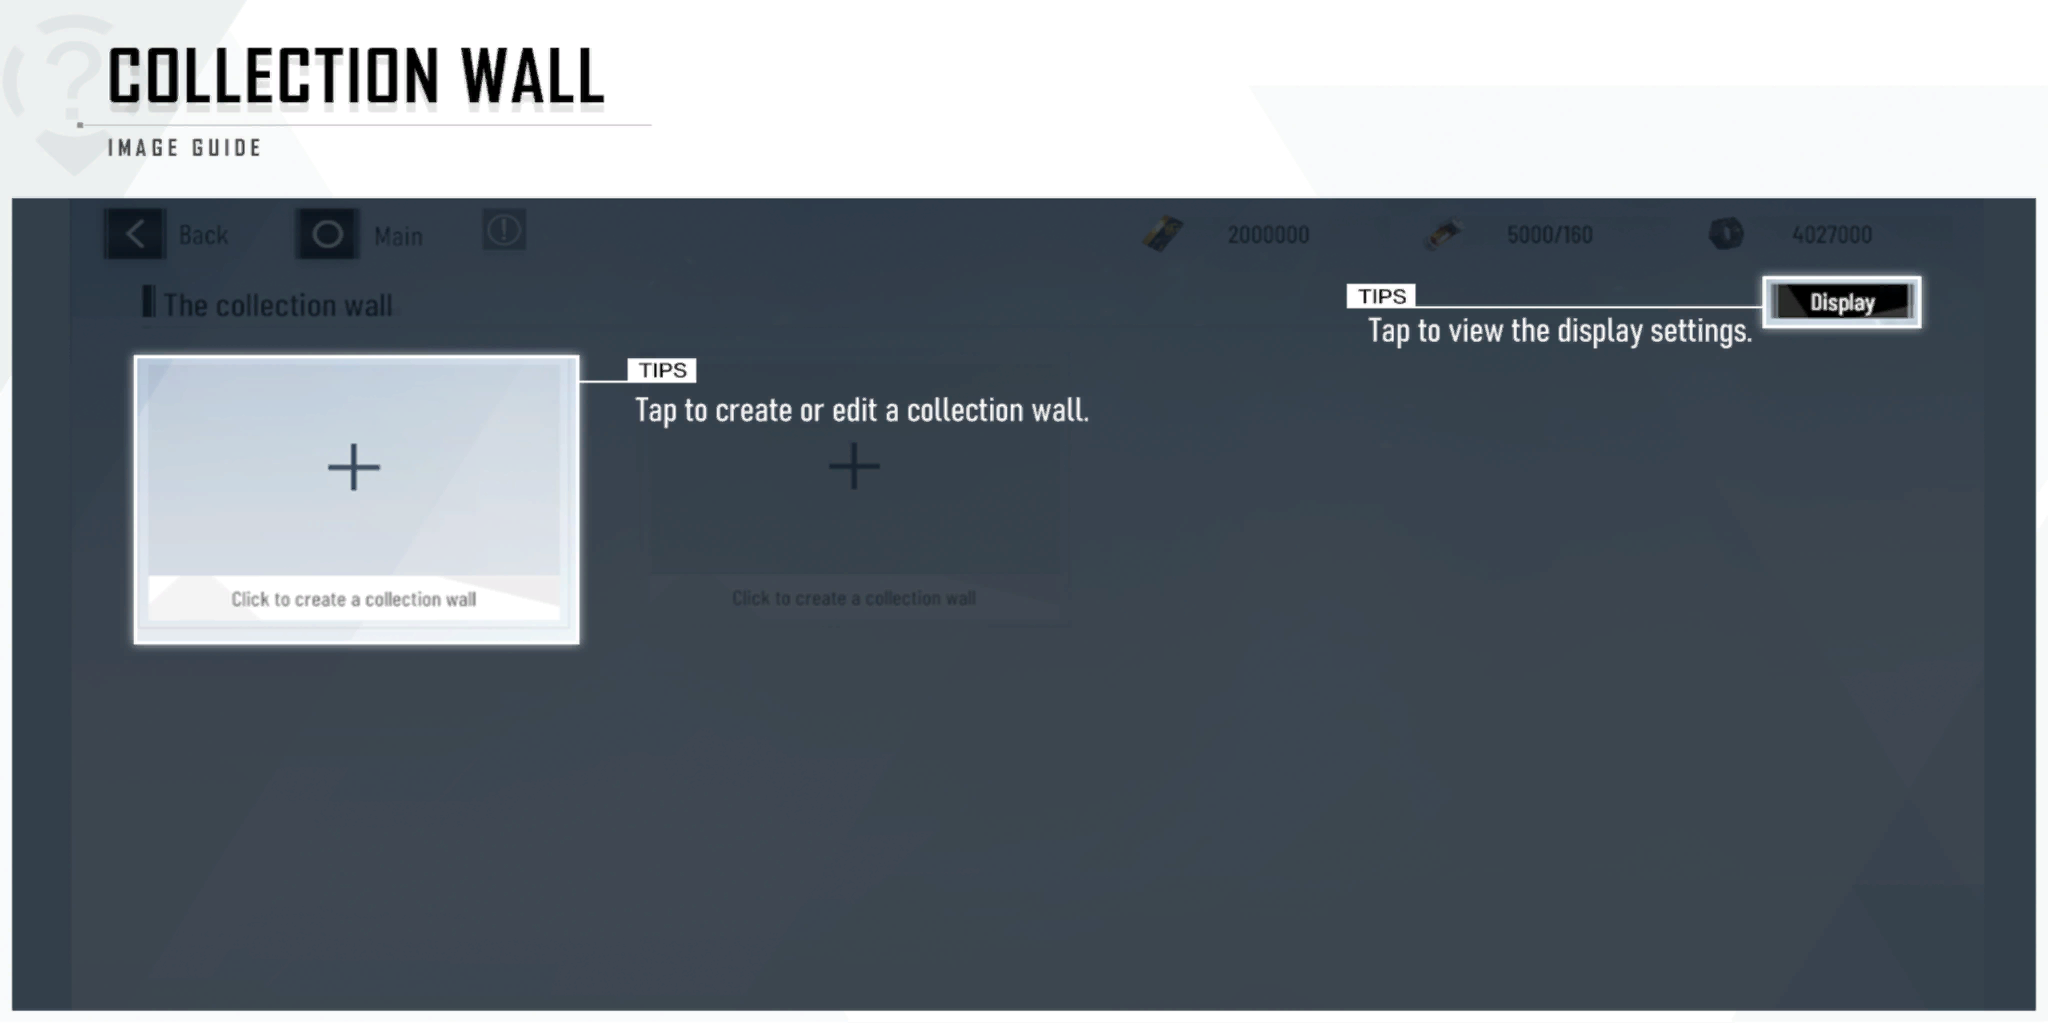 COLLECTION WALL
IMAGE GUIDE
Back
Main
2000000
5000/160
4027000
The collection wall
TIPS
Display
Tap to view the display settings.
TIPS
Tap to create or edit a collection wall.
Click to create a collection wall
Click to create a collection wall